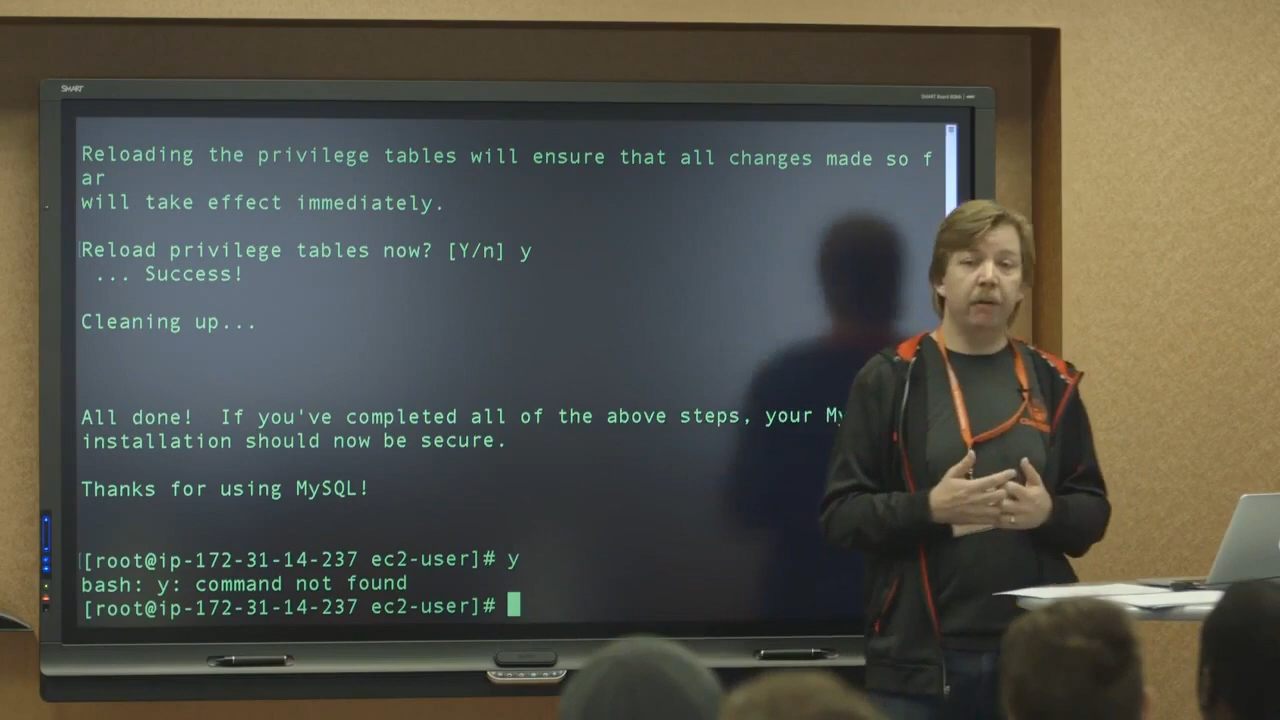 SMART
Reloading the privilege tables will ensure that all changes made so f
ar
will take effect immediately.
Reload privilege tables now? [Y/n] y
... Success!
Cleaning up...
All done! If you've completed all of the above steps, your My
installation should now be secure.
Thanks for using MySQL!
[root@ip-172-31-14-237 ec2-user]# y
bash: y: command not found
[root@ip-172-31-14-237 ec2-user]#